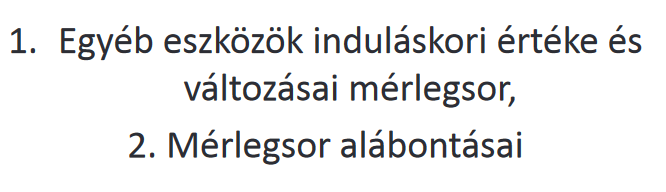 1. Egyéb eszközök induláskori értéke és
változásai mérlegsor,
2. Mérlegsor alábontásai